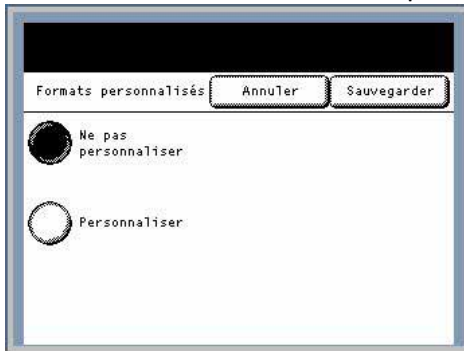 Formats personnalisés Annuler Sauvegarder
Ne pas
personnaliser
Personnaliser